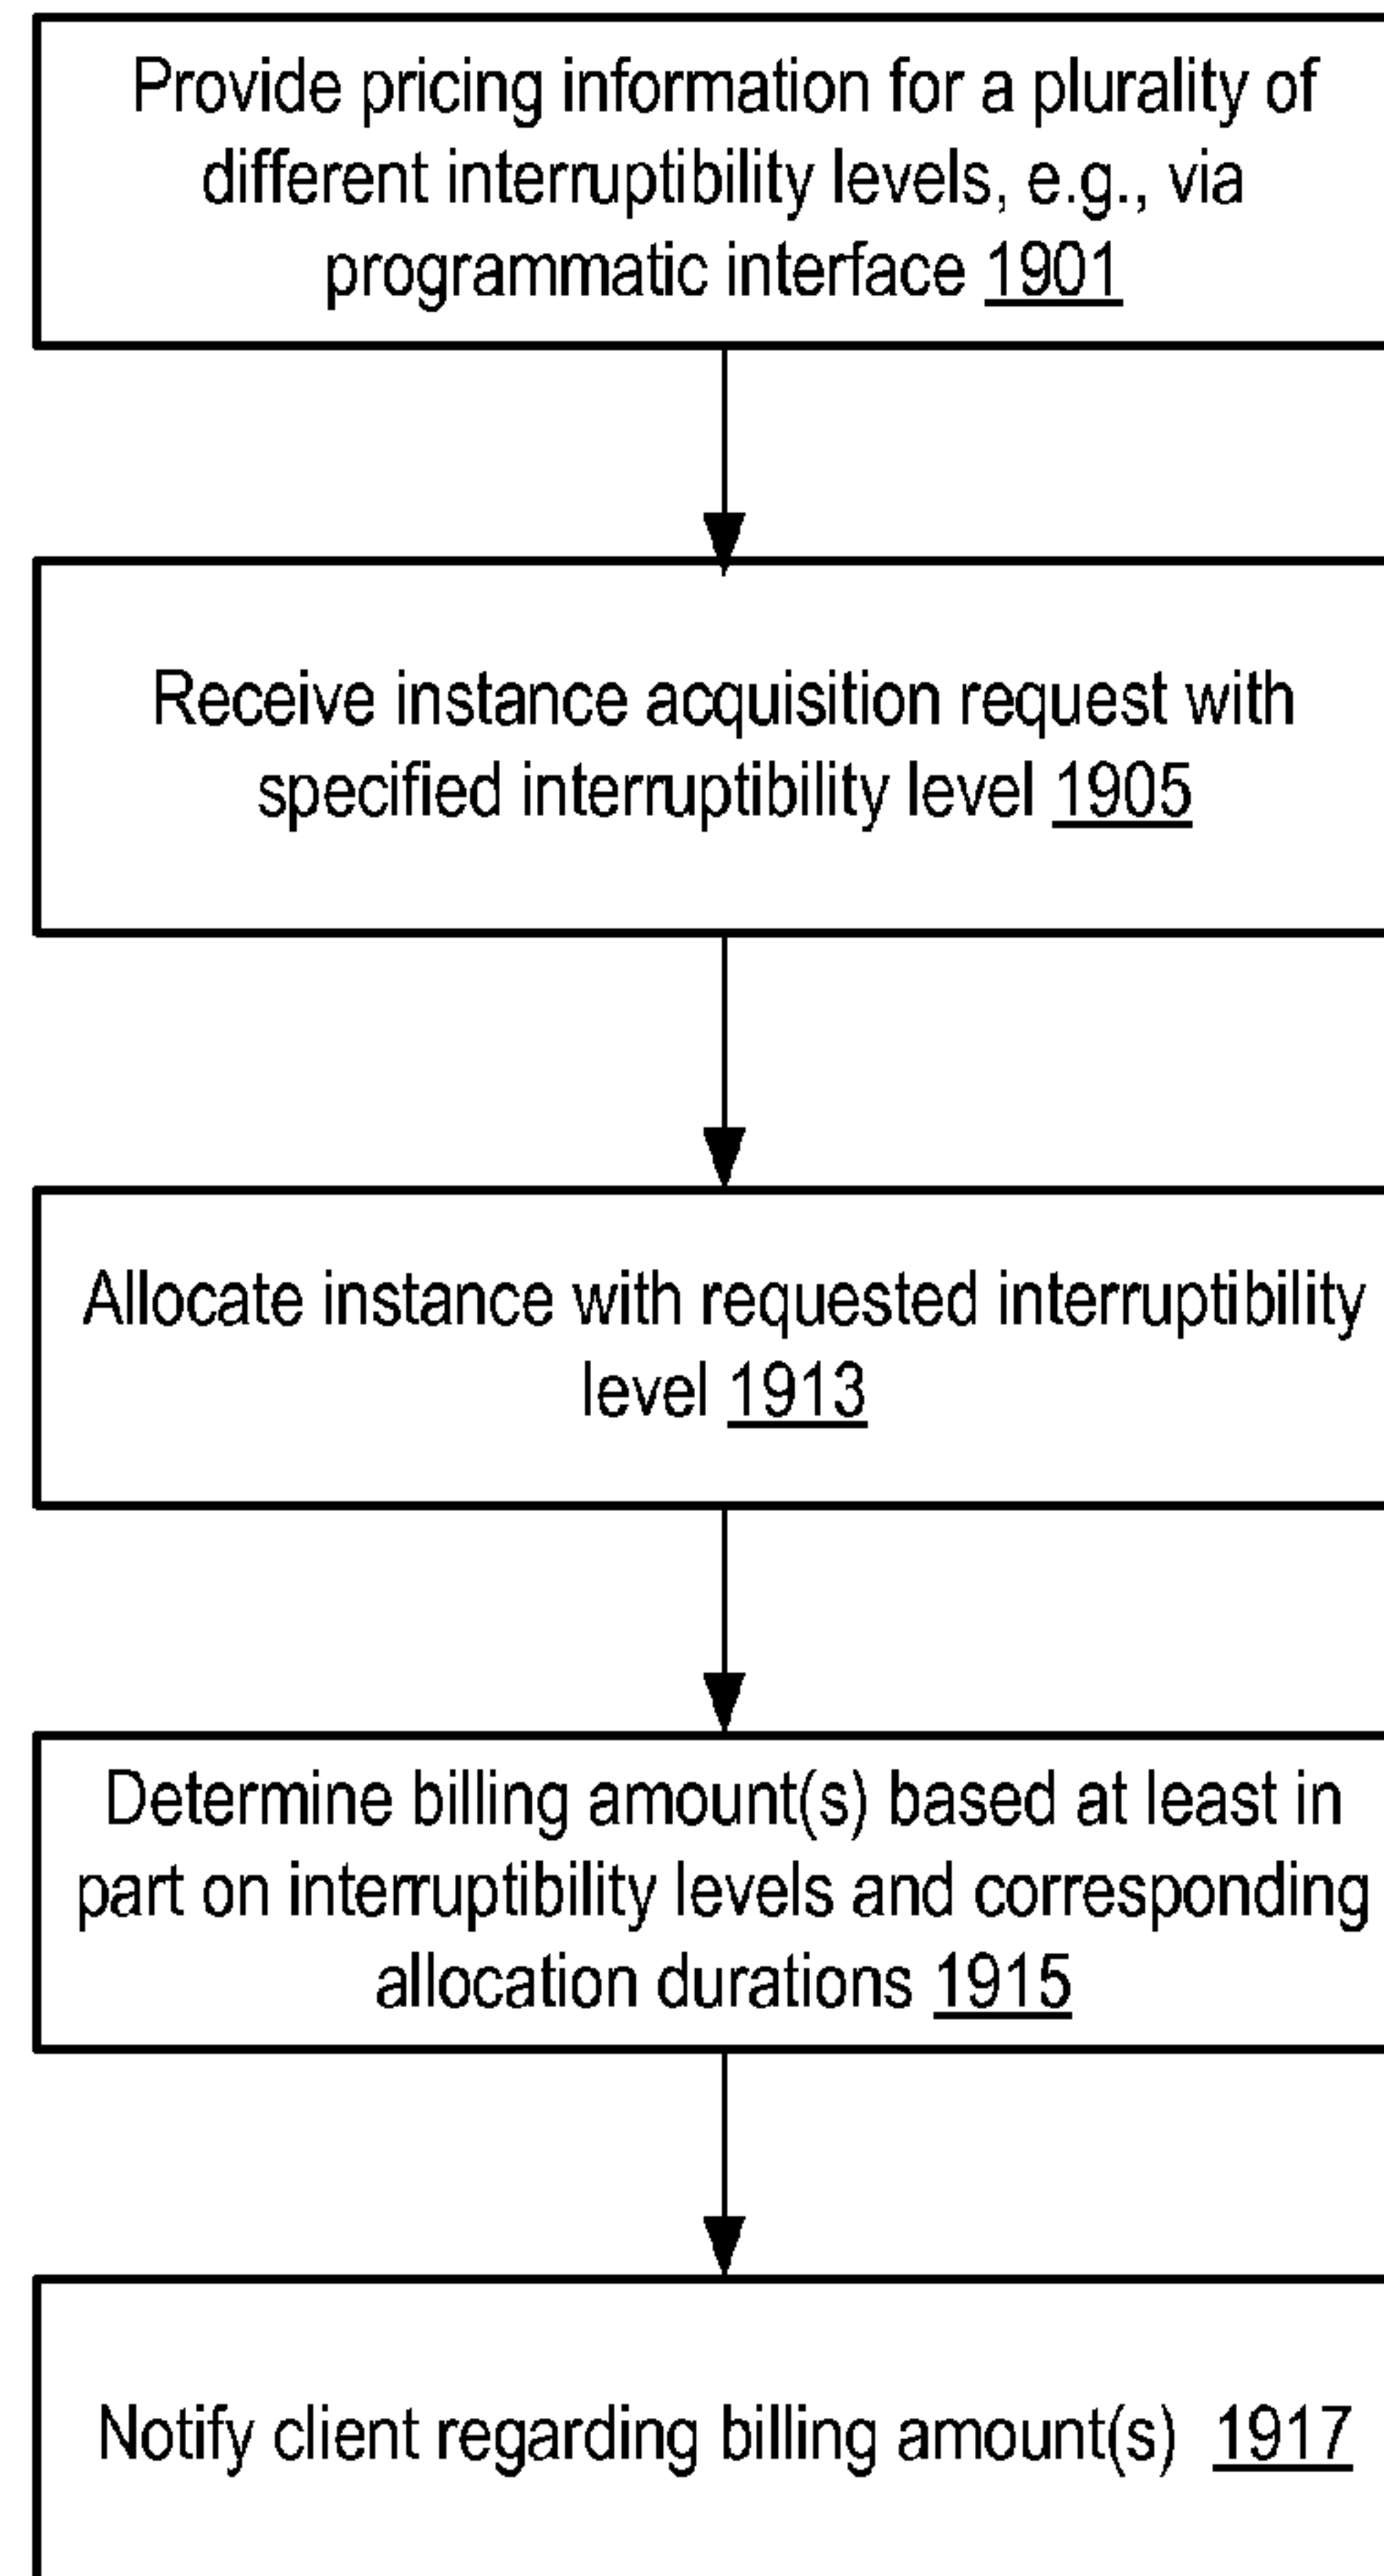 Provide pricing information for a plurality of
different interruptibility levels, e.g., via
programmatic interface 1901
Receive instance acquisition request with
specified interruptibility level 1905
Allocate instance with requested interruptibility
level 1913
Determine billing amount(s) based at least in
part on interruptibility levels and corresponding
allocation durations 1915
Notify client regarding billing amount(s) 1917